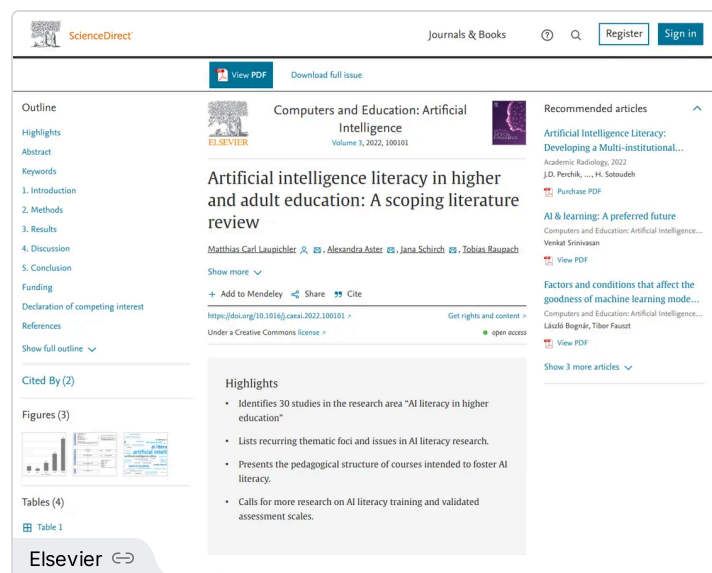 ScienceDirect
Journals & Books
?
Register
Sign in
View PDF
Download full issue
Outline
Highlights
Abstract
Keywords
1. Introduction
2. Methods
3. Results
4. Discussion
5. Conclusion
Funding
Declaration of competing interest
References
Show full outline
Cited By (2)
Figures (3)
Tables (4)
Table 1
ELSEVIER
Computers and Education: Artificial
Intelligence
Volume 3, 2022, 100101
Artificial intelligence literacy in higher
and adult education: A scoping literature
review
Matthias Carl Laupichler, Alexandra Aster, Jana Schirch, Tobias Raupach
Show more
+ Add to Mendeley Share Cite
https://doi.org/10.1016/j.caeai.2022.100101
Get rights and content
Under a Creative Commons license
open access
Highlights
• Identifies 30 studies in the research area “AI literacy in higher
education”
• Lists recurring thematic foci and issues in AI literacy research.
• Presents the pedagogical structure of courses intended to foster AI
literacy.
• Calls for more research on AI literacy training and validated
assessment scales.
Recommended articles
Artificial Intelligence Literacy:
Developing a Multi-institutional…
Academic Radiology, 2022
J.D. Perchik, …, H. Sotoudeh
Purchase PDF
AI & learning: A preferred future
Computers and Education: Artificial Intelligence…
Venkat Srinivasan
View PDF
Factors and conditions that affect the
goodness of machine learning mode…
Computers and Education: Artificial Intelligence…
László Bognár, Tibor Fauszt
View PDF
Show 3 more articles
Elsevier